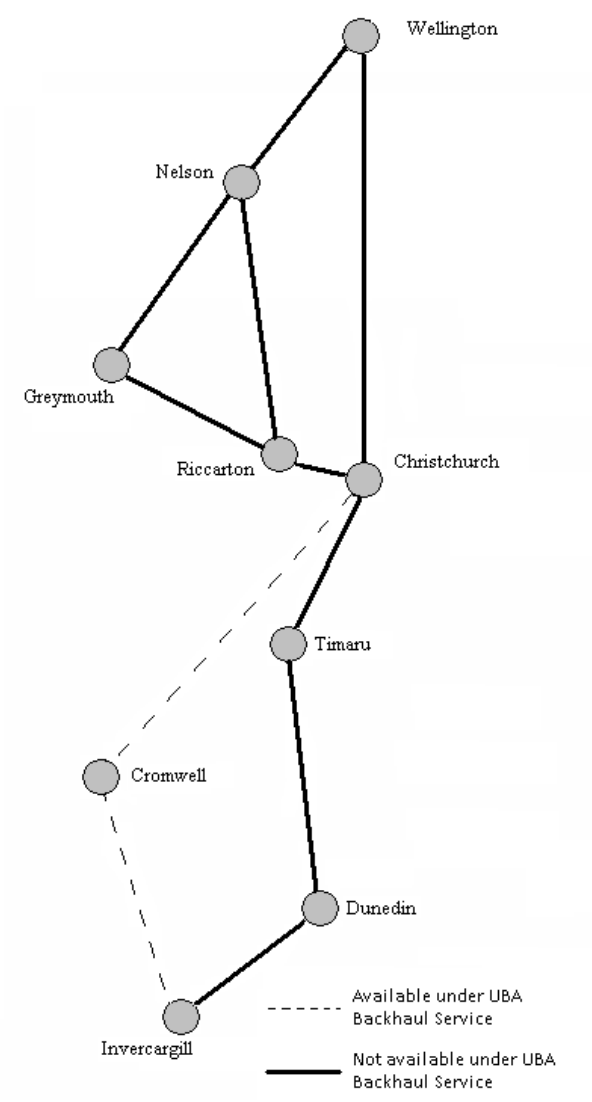 Wellington
Nelson
Greymouth
Riccarton
Christchurch
Timaru
Cromwell
Dunedin
Invercargill
Available under UBA
Backhaul Service
Not available under UBA
Backhaul Service